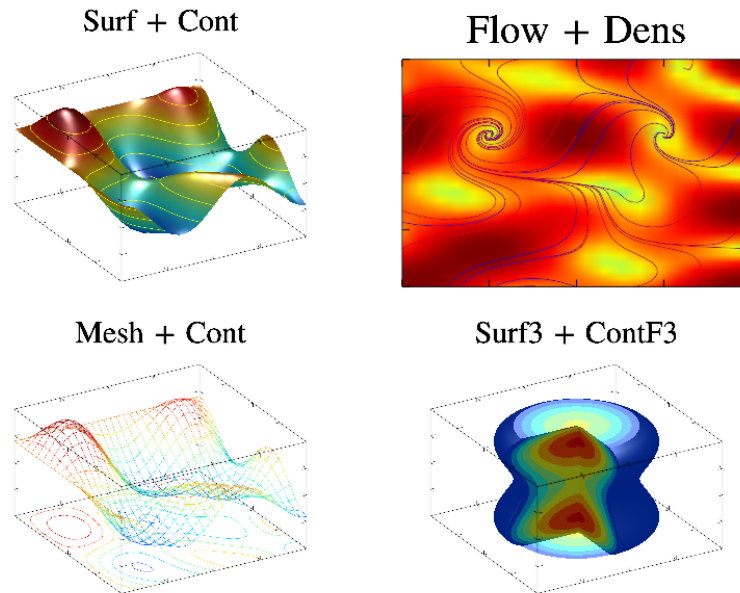 Surf + Cont
Flow + Dens
Mesh + Cont
Surf3 + ContF3